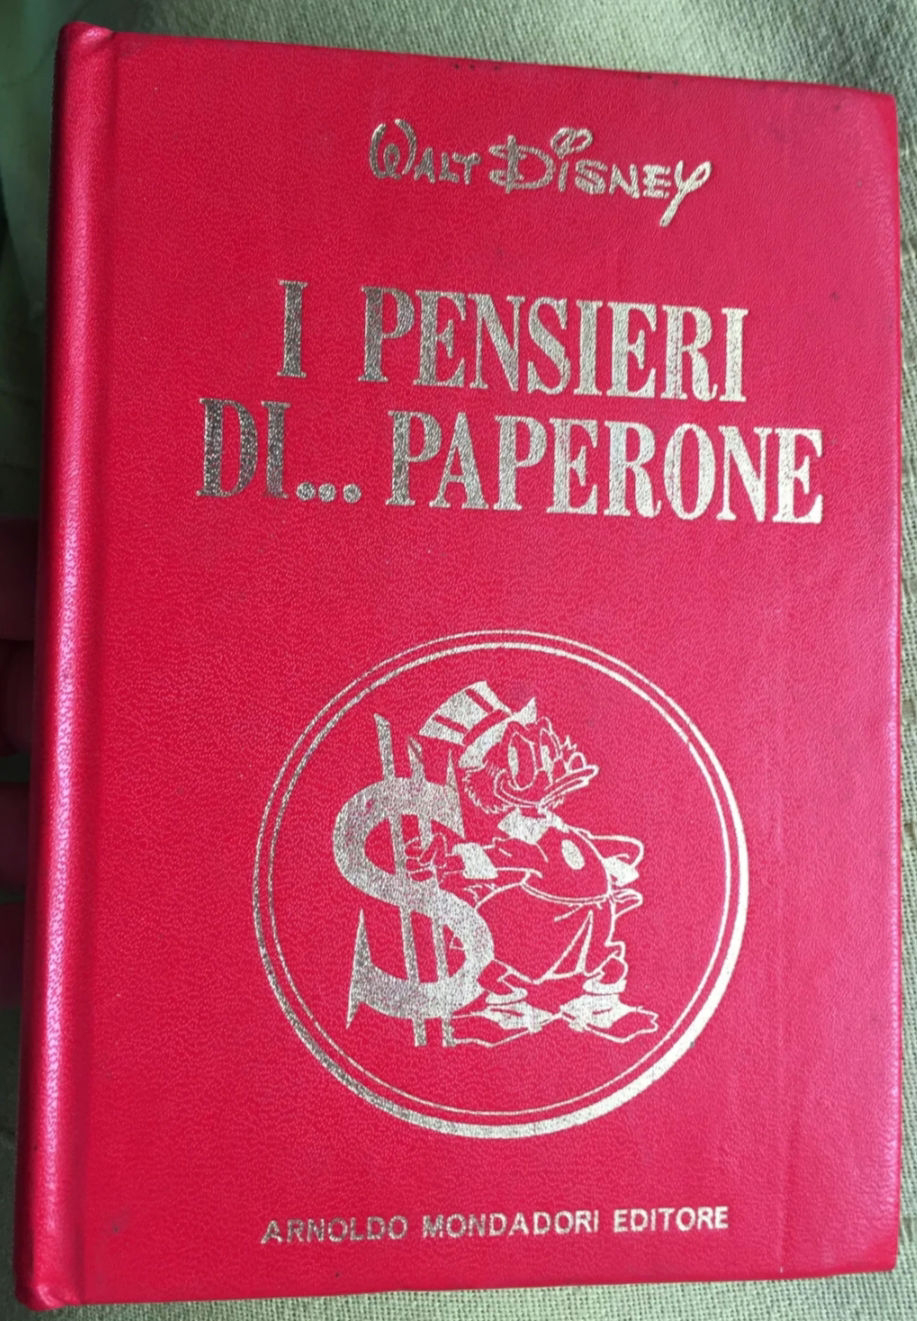 WALT DISNEY
I PENSIERI
DI... PAPERONE
$
ARNOLDO MONDADORI EDITORE